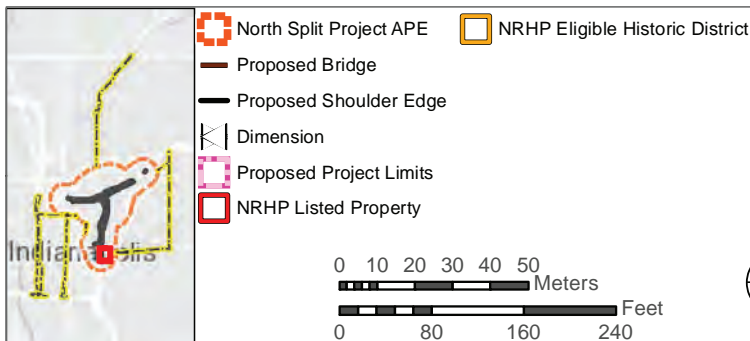 North Split Project APE
NRHP Eligible Historic District
Proposed Bridge
Proposed Shoulder Edge
Dimension
Proposed Project Limits
NRHP Listed Property
Indianapolis
0 10 20 30 40 50
Meters
Feet
0 80 160 240